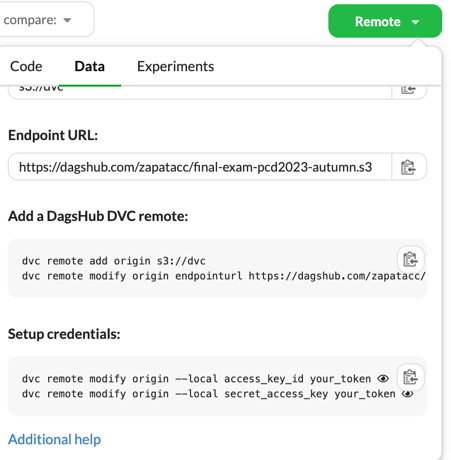 compare:
Remote
Code Data Experiments
s3://dvc
Endpoint URL:
https://dagshub.com/zapatacc/final-exam-pcd2023-autumn.s3
Add a DagsHub DVC remote:
dvc remote add origin s3://dvc
dvc remote modify origin endpointurl https://dagshub.com/zapatacc/
Setup credentials:
dvc remote modify origin --local access_key_id your_token
dvc remote modify origin --local secret_access_key your_token
Additional help